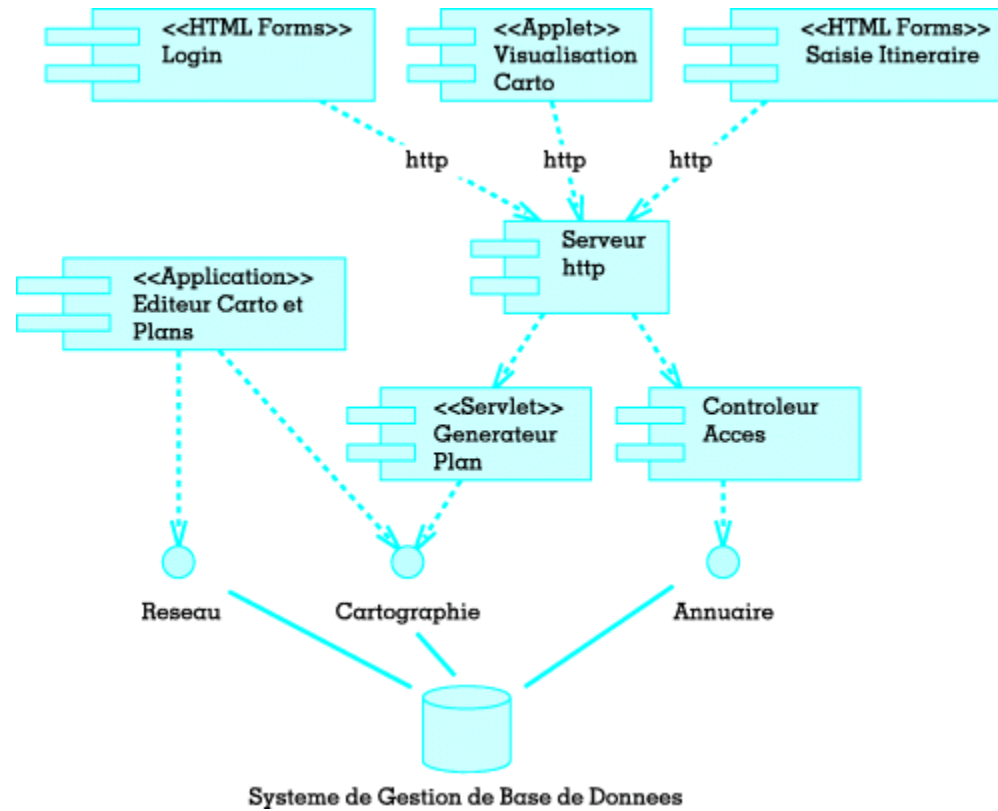 <<HTML Forms>>
Login
<<Applet>>
Visualisation
Carto
<<HTML Forms>>
Saisie Itineraire
http
http
http
Serveur
http
<<Application>>
Editeur Carto et
Plans
<<Servlet>>
Generateur
Plan
Controleur
Acces
Reseau
Cartographie
Annuaire
Systeme de Gestion de Base de Donnees